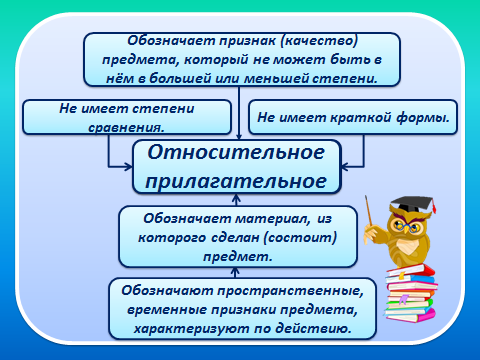 Обозначает признак (качество)
предмета, который не может быть в
нём в большей или меньшей степени.
Не имеет степени
сравнения.
Не имеет краткой формы.
Относительное
прилагательное
Обозначает материал, из
которого сделан (состоит)
предмет.
Обозначают пространственные,
временные признаки предмета,
характеризуют по действию.